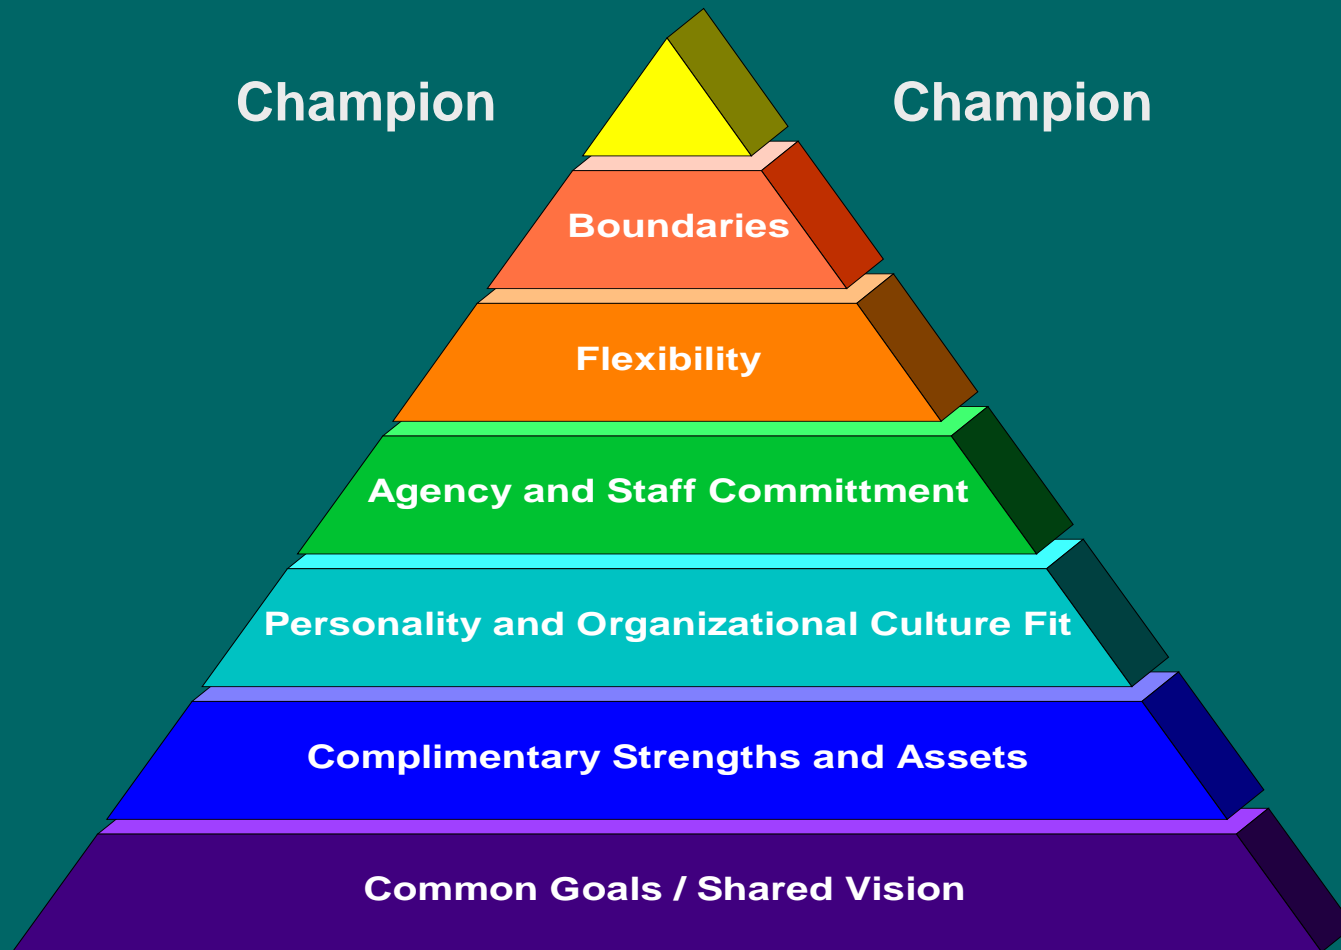 Champion
Champion
Boundaries
Flexibility
Agency and Staff Committment
Personality and Organizational Culture Fit
Complimentary Strengths and Assets
Common Goals / Shared Vision